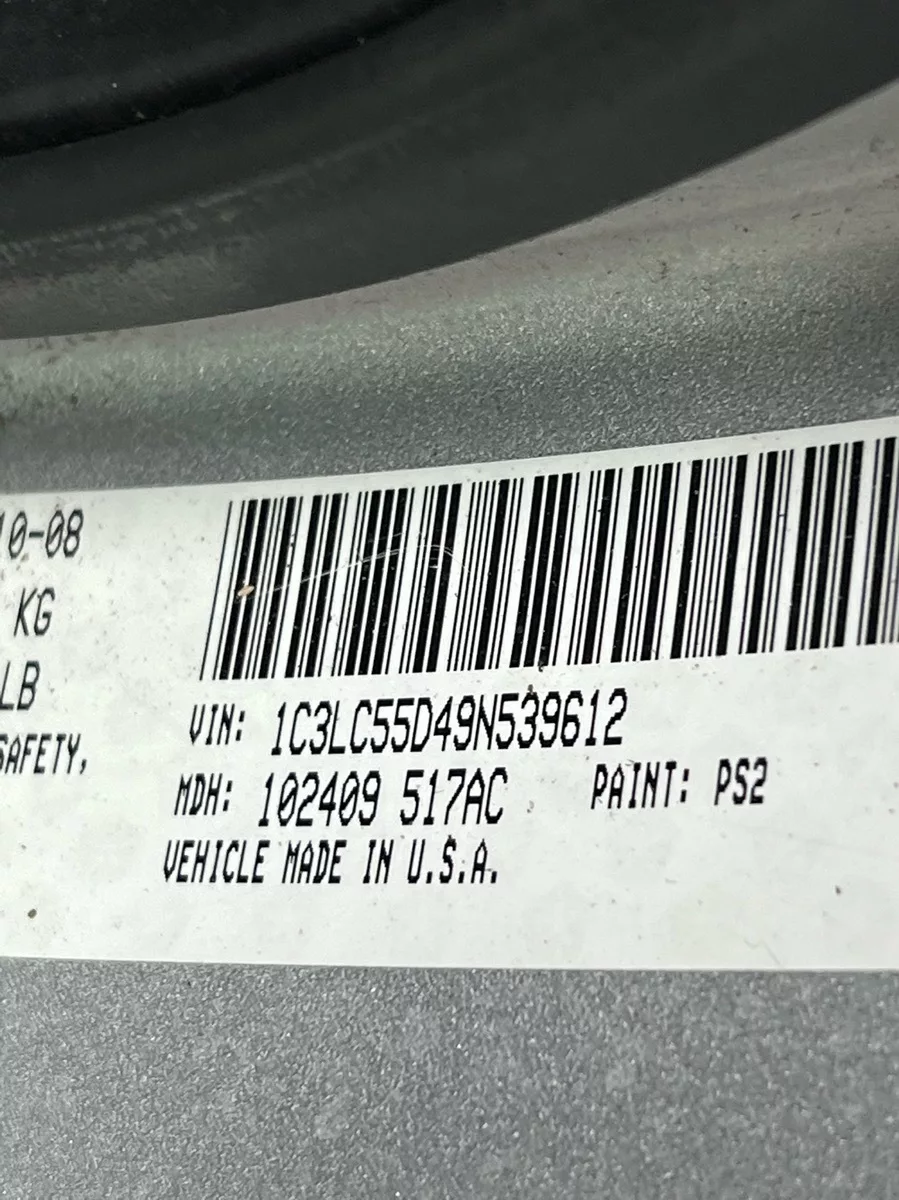 10-08
KG
LB
SAFETY,
VIN: 1C3LC55D49N539612
MDH: 102409 517AC PAINT: PS2
VEHICLE MADE IN U.S.A.